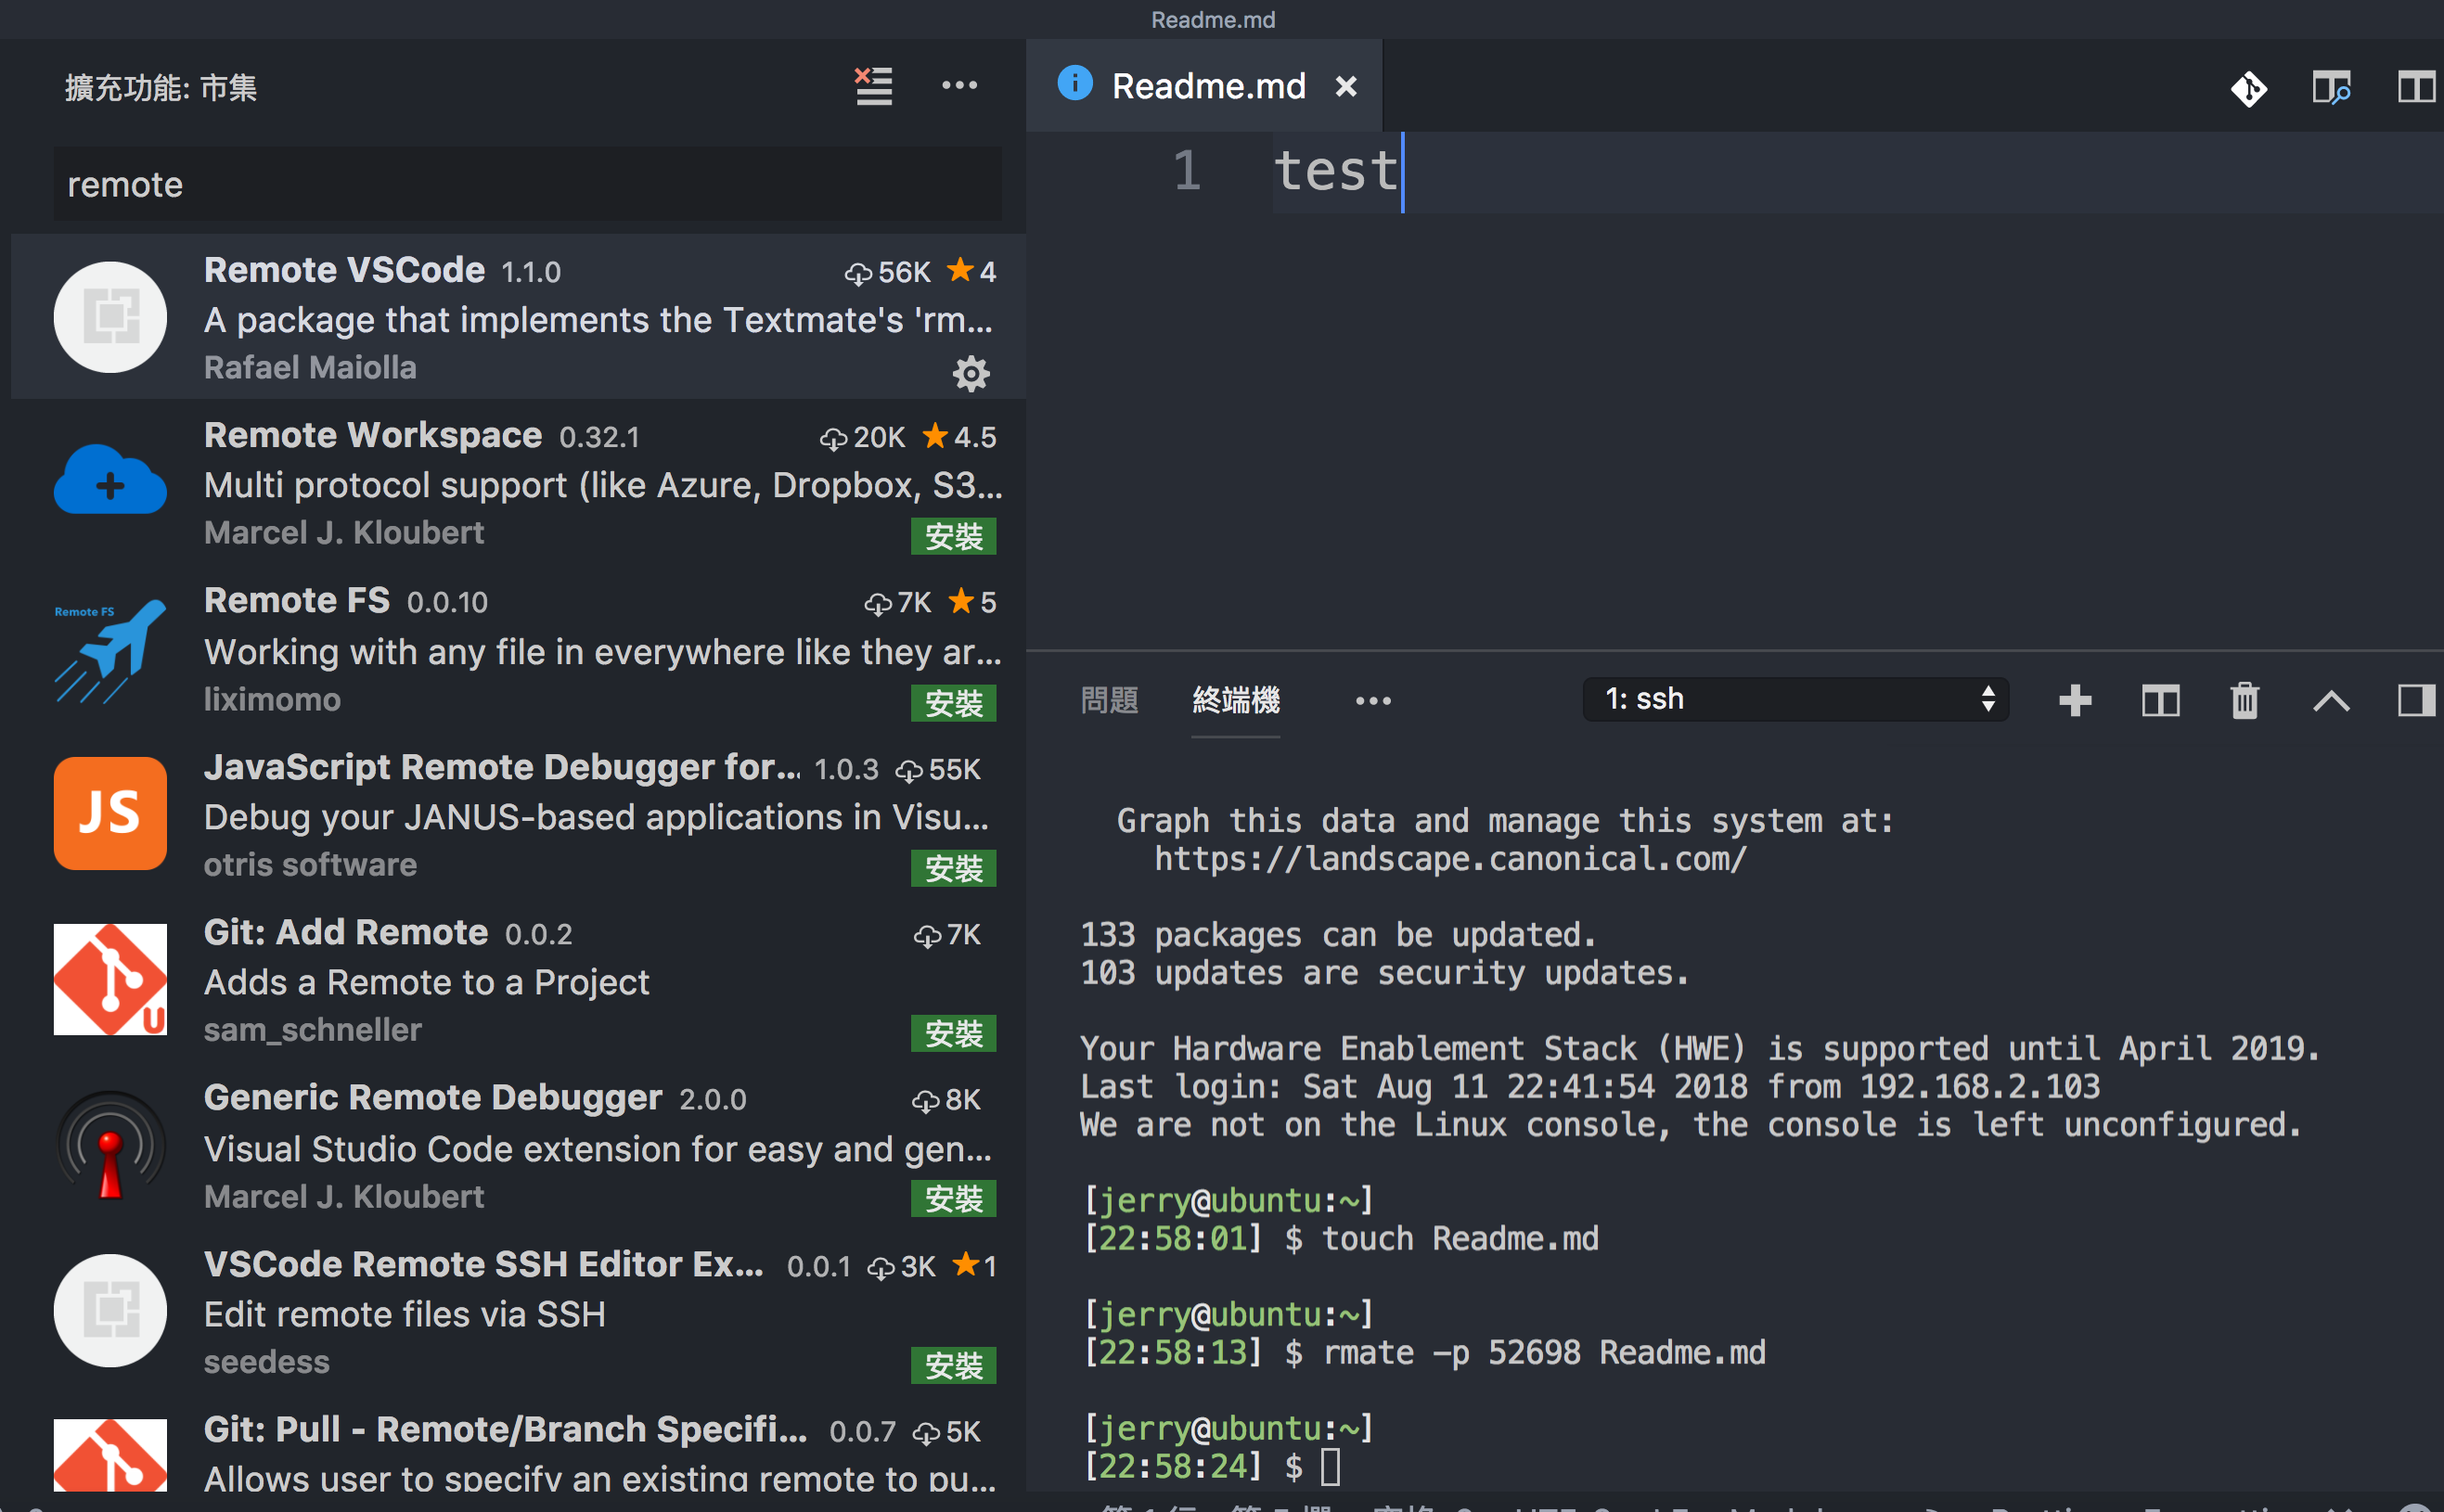 Readme.md
擴充功能: 市集
remote
Remote VSCode 1.1.0 56K ★ 4
A package that implements the Textmate's 'rm...
Rafael Maiolla
Remote Workspace 0.32.1 20K ★ 4.5
Multi protocol support (like Azure, Dropbox, S3...
Marcel J. Kloubert 安裝
Remote FS
Remote FS 0.0.10 7K ★ 5
Working with any file in everywhere like they ar...
liximomo 安裝
JS
JavaScript Remote Debugger for... 1.0.3 55K
Debug your JANUS-based applications in Visu...
otris software 安裝
Git: Add Remote 0.0.2 7K
Adds a Remote to a Project
U
sam_schneller 安裝
Generic Remote Debugger 2.0.0 8K
Visual Studio Code extension for easy and gen...
Marcel J. Kloubert 安裝
VSCode Remote SSH Editor Ex... 0.0.1 3K ★ 1
Edit remote files via SSH
seedess 安裝
Git: Pull - Remote/Branch Specifi... 0.0.7 5K
Allows user to specify an existing remote to pu...
Readme.md
1 test
問題 終端機 ... 1: ssh
Graph this data and manage this system at:
https://landscape.canonical.com/
133 packages can be updated.
103 updates are security updates.
Your Hardware Enablement Stack (HWE) is supported until April 2019.
Last login: Sat Aug 11 22:41:54 2018 from 192.168.2.103
We are not on the Linux console, the console is left unconfigured.
[jerry@ubuntu:~]
[22:58:01] $ touch Readme.md
[jerry@ubuntu:~]
[22:58:13] $ rmate -p 52698 Readme.md
[jerry@ubuntu:~]
[22:58:24] $